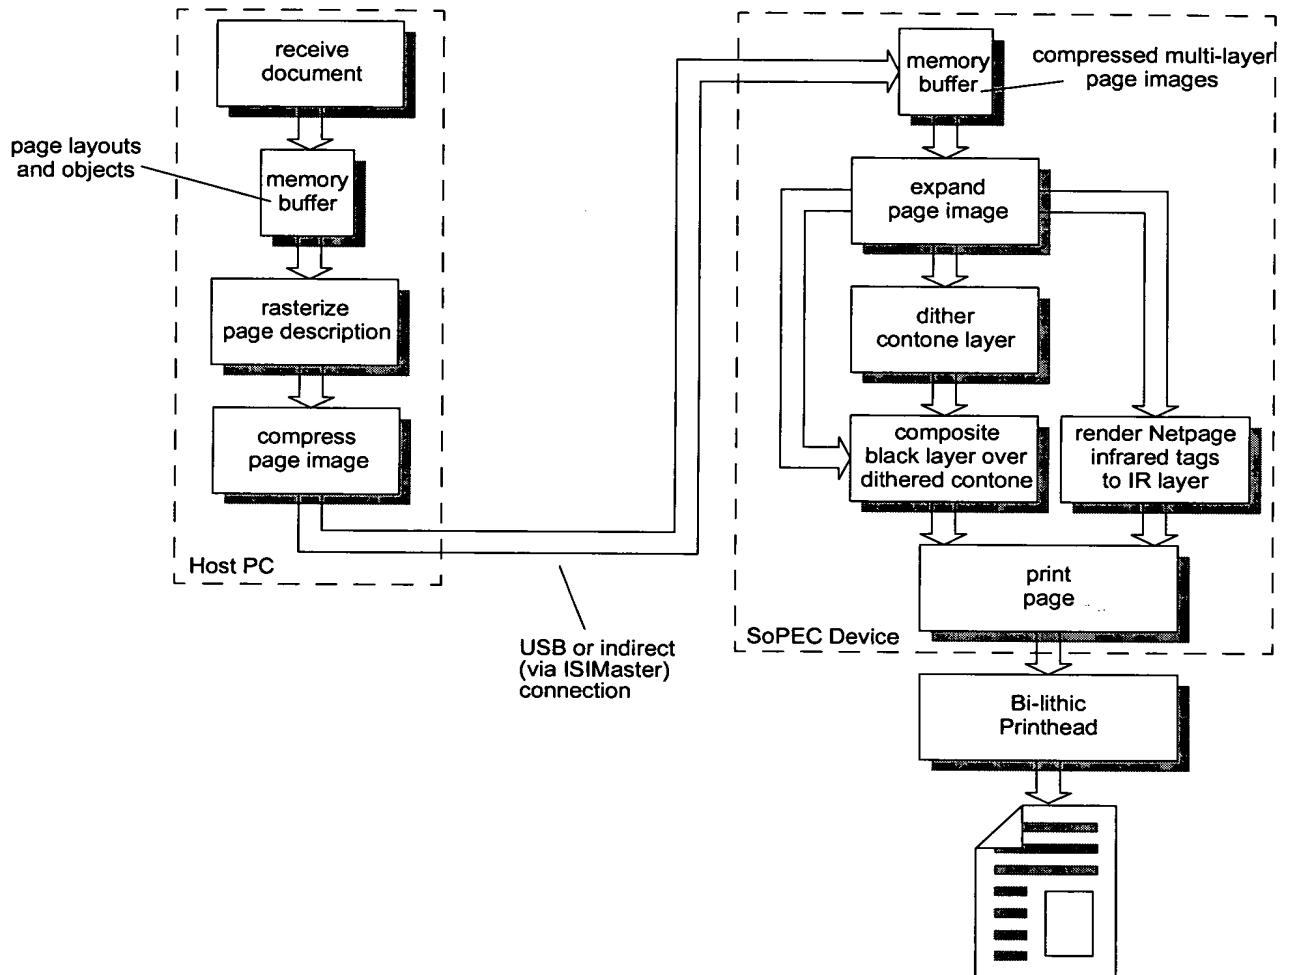 receive
document
page layouts
and objects
memory
buffer
rasterize
page description
compress
page image
Host PC
USB or indirect
(via ISIMaster)
connection
memory
buffer
compressed multi-layer
page images
expand
page image
dither
contone layer
composite
black layer over
dithered contone
render Netpage
infrared tags
to IR layer
print
page
SoPEC Device
Bi-lithic
Printhead